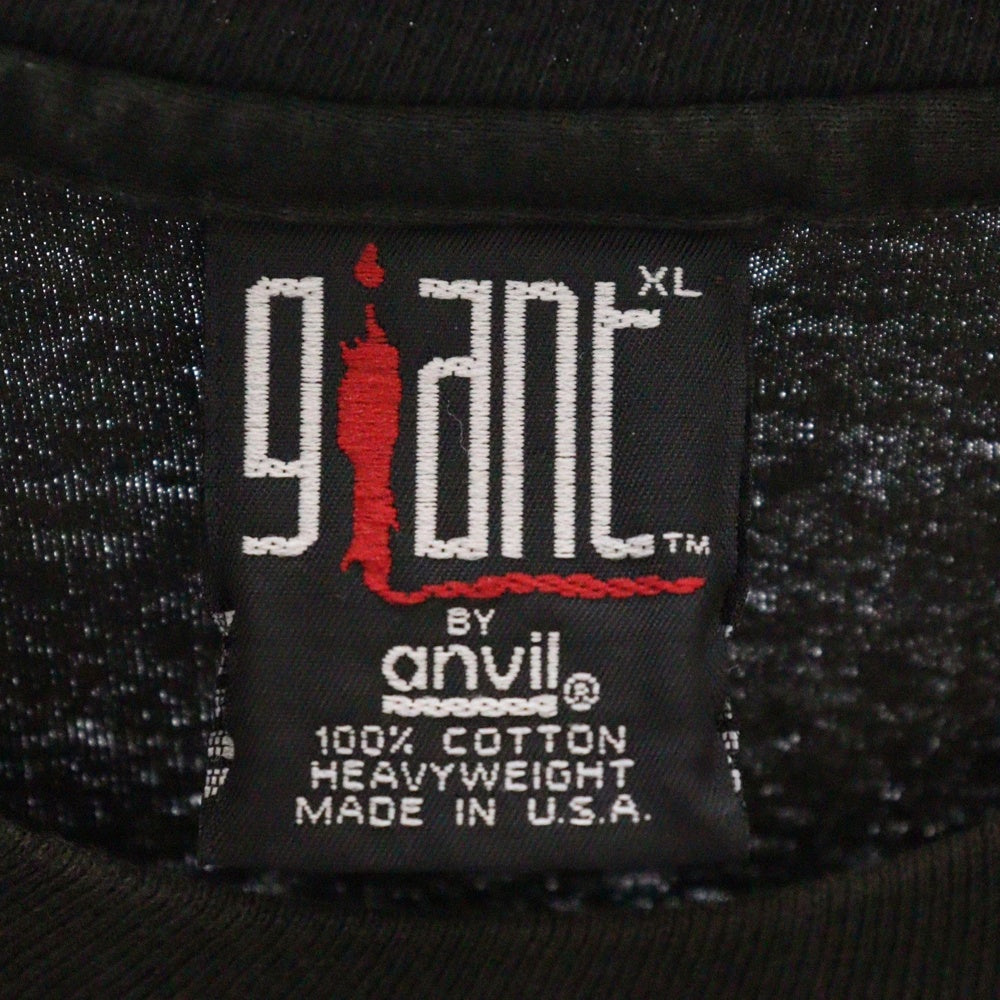 giant XL
TM
BY
anvil ®
100% COTTON
HEAVYWEIGHT
MADE IN U.S.A.